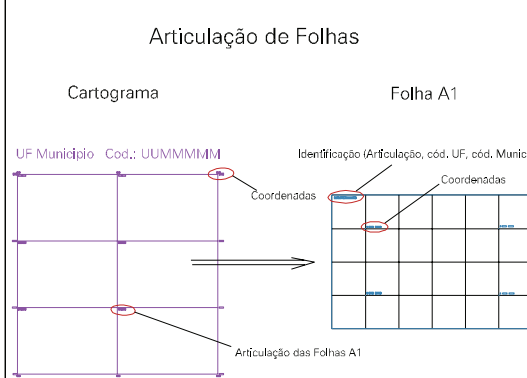 Articulação de Folhas
Cartograma
Folha A1
UF Municipio Cod.: UUMMMMM
Identificação (Articulação, cód. UF, cód. Munic
Coordenadas
Coordenadas
Articulação das Folhas A1